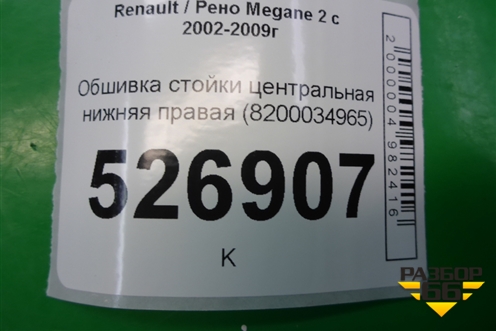 Renault / Рено Megane 2 с
2002-2009г
Обшивка стойки центральная
нижняя правая (8200034965)
526907
К
2000004982416
РАЗБОР
66